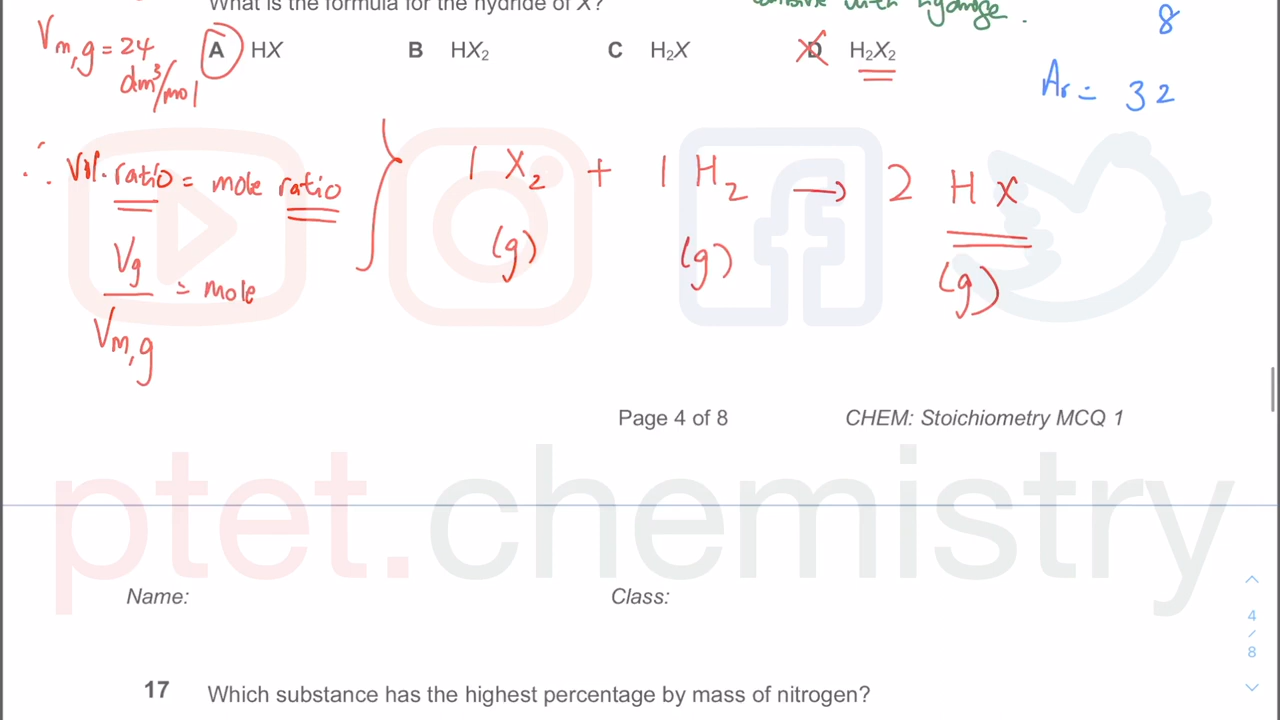 What is the formula for the hydride of X?
with hydrogen.
8
V m,g = 24 dm³/mol
A HX B HX₂ C H₂X D H₂X₂
Ar = 32
∴ Vol. ratio = mole ratio
1 X₂ + 1 H₂ → 2 HX
(g) (g) (g)
Vg / Vm,g = mole
Page 4 of 8 CHEM: Stoichiometry MCQ 1
ptet.chemistry
Name: Class:
4
/
8
17 Which substance has the highest percentage by mass of nitrogen?